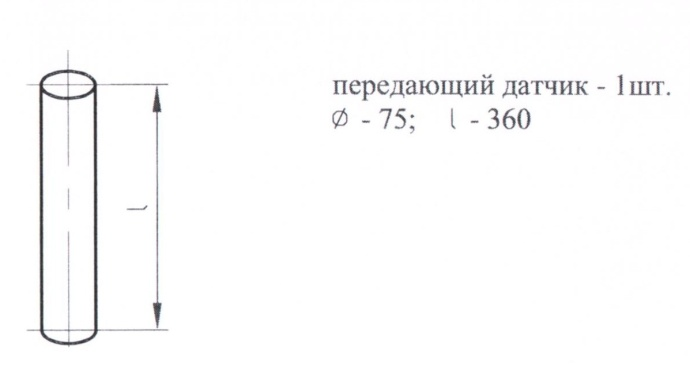 передающий датчик - 1шт.
∅ - 75; l - 360
l